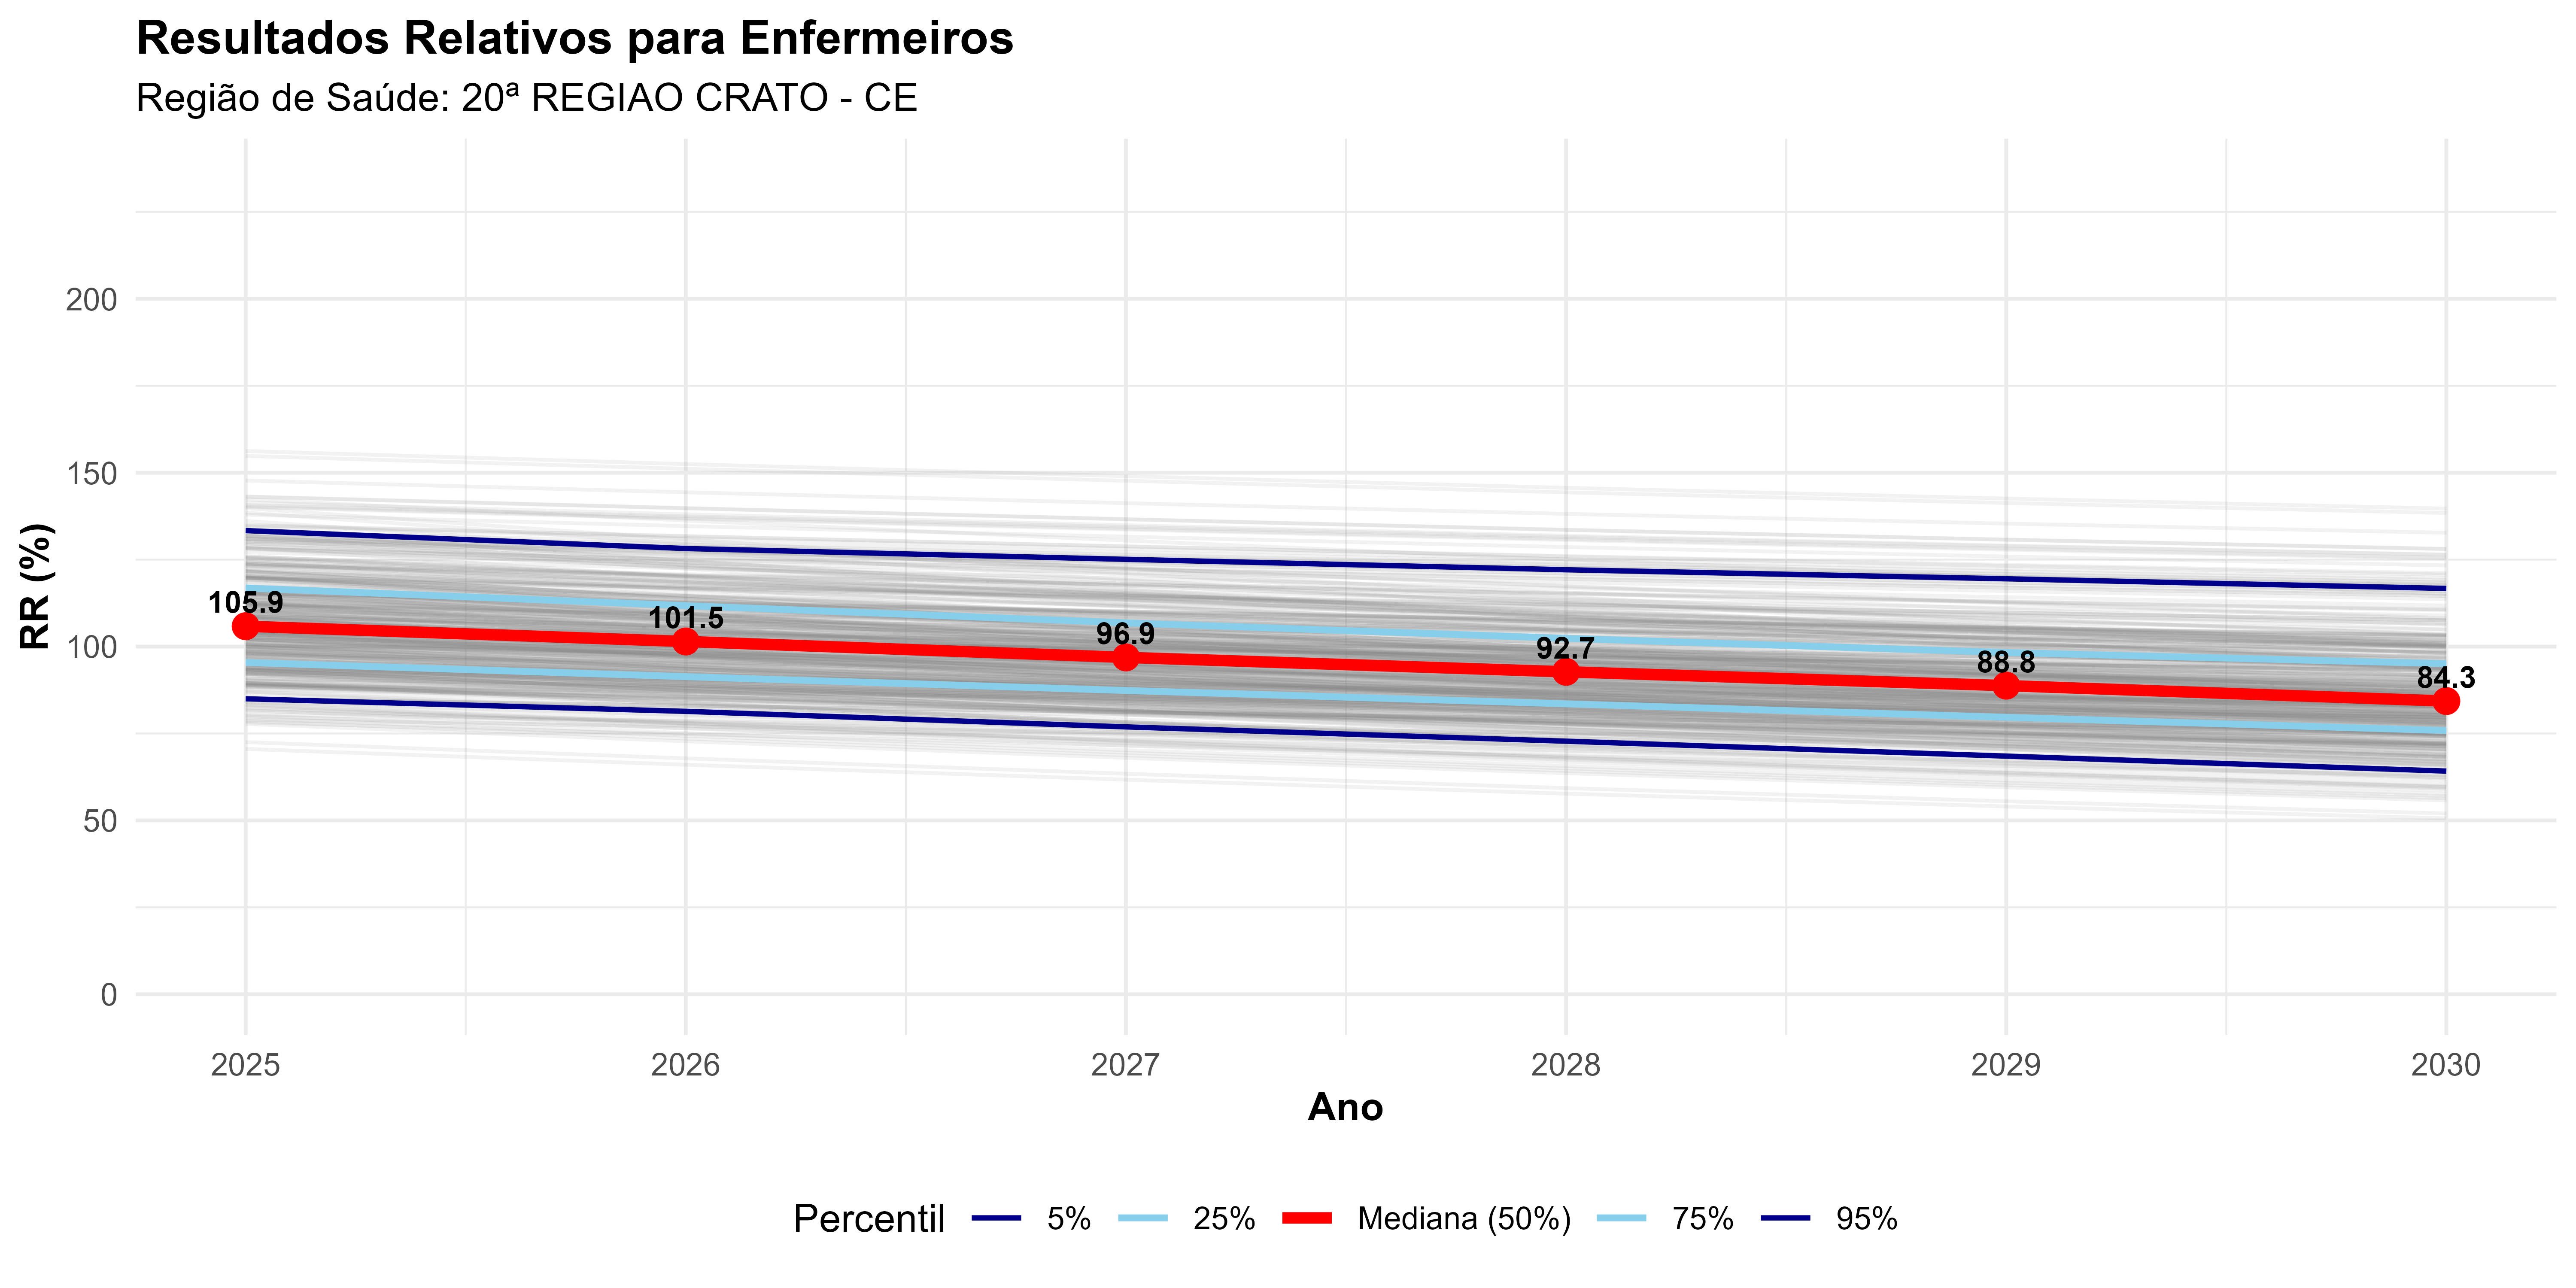 Resultados Relativos para Enfermeiros
Região de Saúde: 20ª REGIAO CRATO - CE
RR (%)
200
150
100
50
0
105.9
101.5
96.9
92.7
88.8
84.3
2025 2026 2027 2028 2029 2030
Ano
Percentil 5% 25% Mediana (50%) 75% 95%